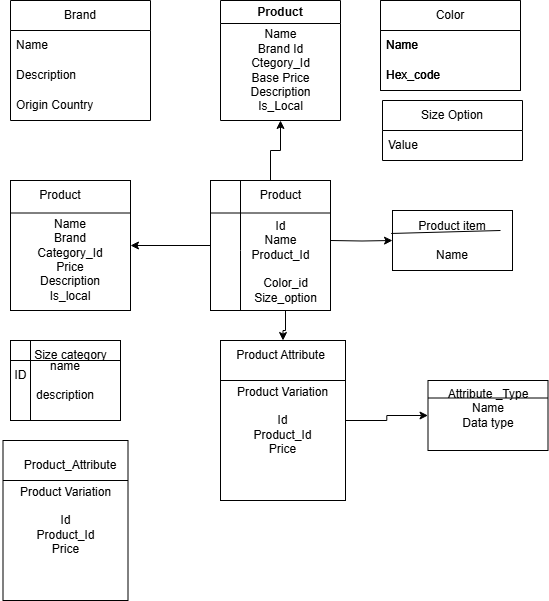 Brand
Name
Description
Origin Country
Product
Name
Brand Id
Ctegory_Id
Base Price
Description
Is_Local
Color
Name
Hex_code
Size Option
Value
Product
Name
Brand
Category_Id
Price
Description
Is_local
Product
Id
Name
Product_Id
Color_id
Size_option
Product item
Name
Size category
ID
name
description
Product Attribute
Product Variation
Id
Product_Id
Price
Attribute _Type
Name
Data type
Product_Attribute
Product Variation
Id
Product_Id
Price